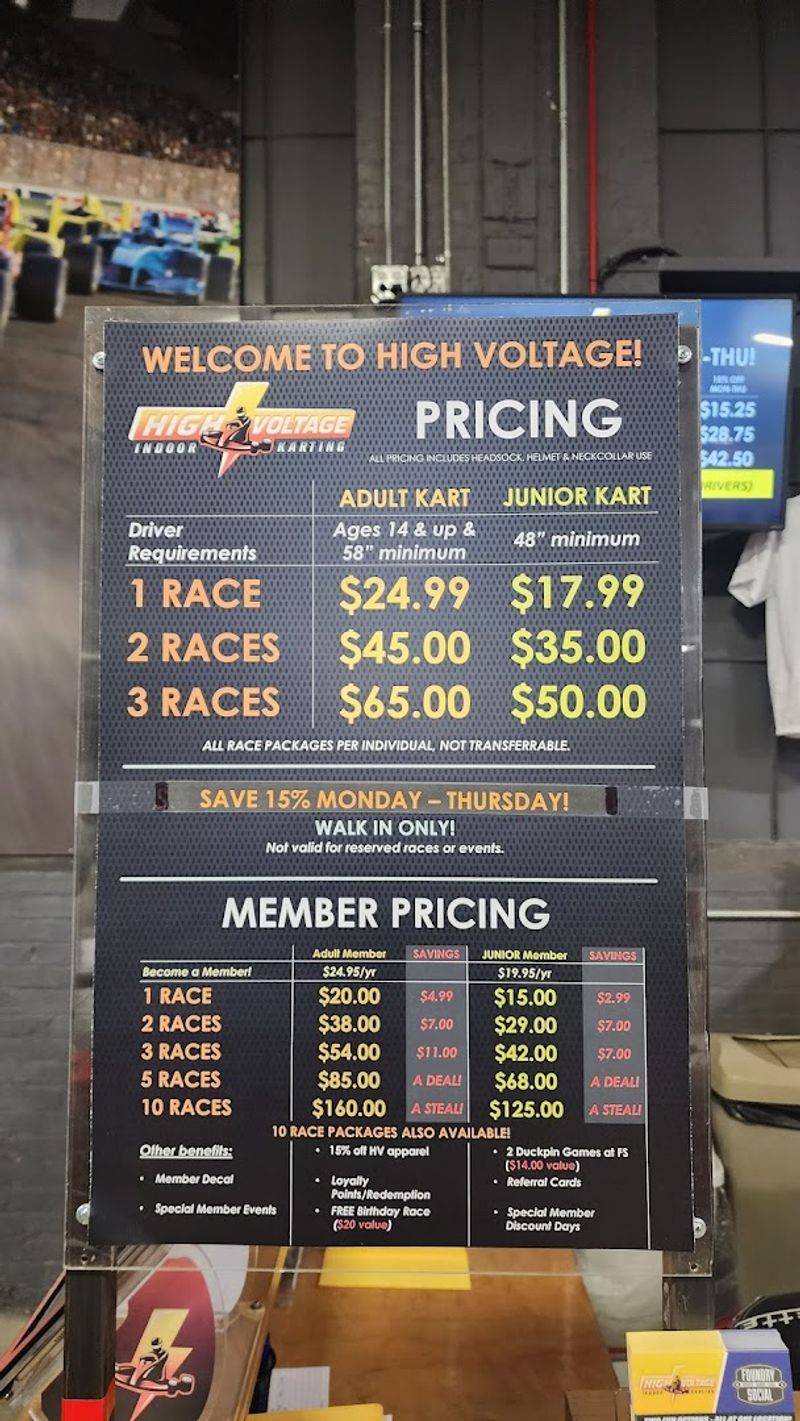 WELCOME TO HIGH VOLTAGE!
HIGH VOLTAGE
INDOOR KARTING
PRICING
ALL PRICING INCLUDES HEADSOCK, HELMET & NECKCOLLAR USE
ADULT KART JUNIOR KART
Driver Requirements
Ages 14 & up & 58" minimum
48" minimum
1 RACE $24.99 $17.99
2 RACES $45.00 $35.00
3 RACES $65.00 $50.00
ALL RACE PACKAGES PER INDIVIDUAL, NOT TRANSFERRABLE.
SAVE 15% MONDAY – THURSDAY!
WALK IN ONLY!
Not valid for reserved races or events.
MEMBER PRICING
Adult Member SAVINGS JUNIOR Member SAVINGS
Become a Member! $24.95/yr $19.95/yr
1 RACE $20.00 $4.99 $15.00 $2.99
2 RACES $38.00 $7.00 $29.00 $7.00
3 RACES $54.00 $11.00 $42.00 $7.00
5 RACES $85.00 A DEAL! $68.00 A DEAL!
10 RACES $160.00 A STEAL! $125.00 A STEAL!
10 RACE PACKAGES ALSO AVAILABLE!
Other benefits:
• Member Decal
• Special Member Events
• 15% off HV apparel
• Loyalty
Points/Redemption
• FREE Birthday Race
($20 value)
• 2 Duckpin Games at FS
($14.00 value)
• Referral Cards
• Special Member
Discount Days
-THU!
$15.25
$28.75
$42.50
RIVERS)
HIGH VOLTAGE
FOUNDRY
SOCIAL